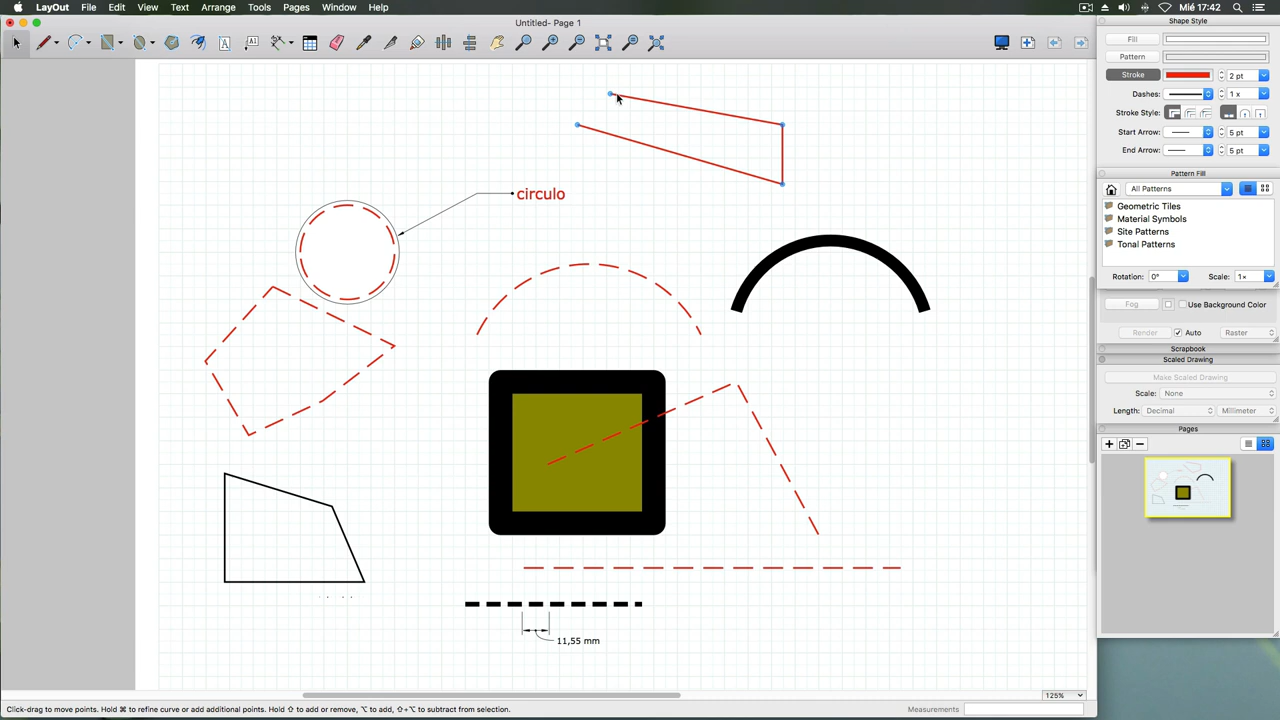 LayOut File Edit View Text Arrange Tools Pages Window Help
Mié 17:42
Untitled- Page 1
Shape Style
Fill
Pattern
Stroke 2 pt
Dashes: 1 x
Stroke Style:
Start Arrow: 5 pt
End Arrow: 5 pt
Pattern Fill
All Patterns
Geometric Tiles
Material Symbols
Site Patterns
Tonal Patterns
Rotation: 0° Scale: 1×
Fog Use Background Color
Render Auto Raster
Scrapbook
Scaled Drawing
Make Scaled Drawing
Scale: None
Length: Decimal Millimeter
Pages
circulo
11,55 mm
125%
Click-drag to move points. Hold ⌘ to refine curve or add additional points. Hold ⇧ to add or remove, ⌥ to add, ⇧+⌥ to subtract from selection.
Measurements